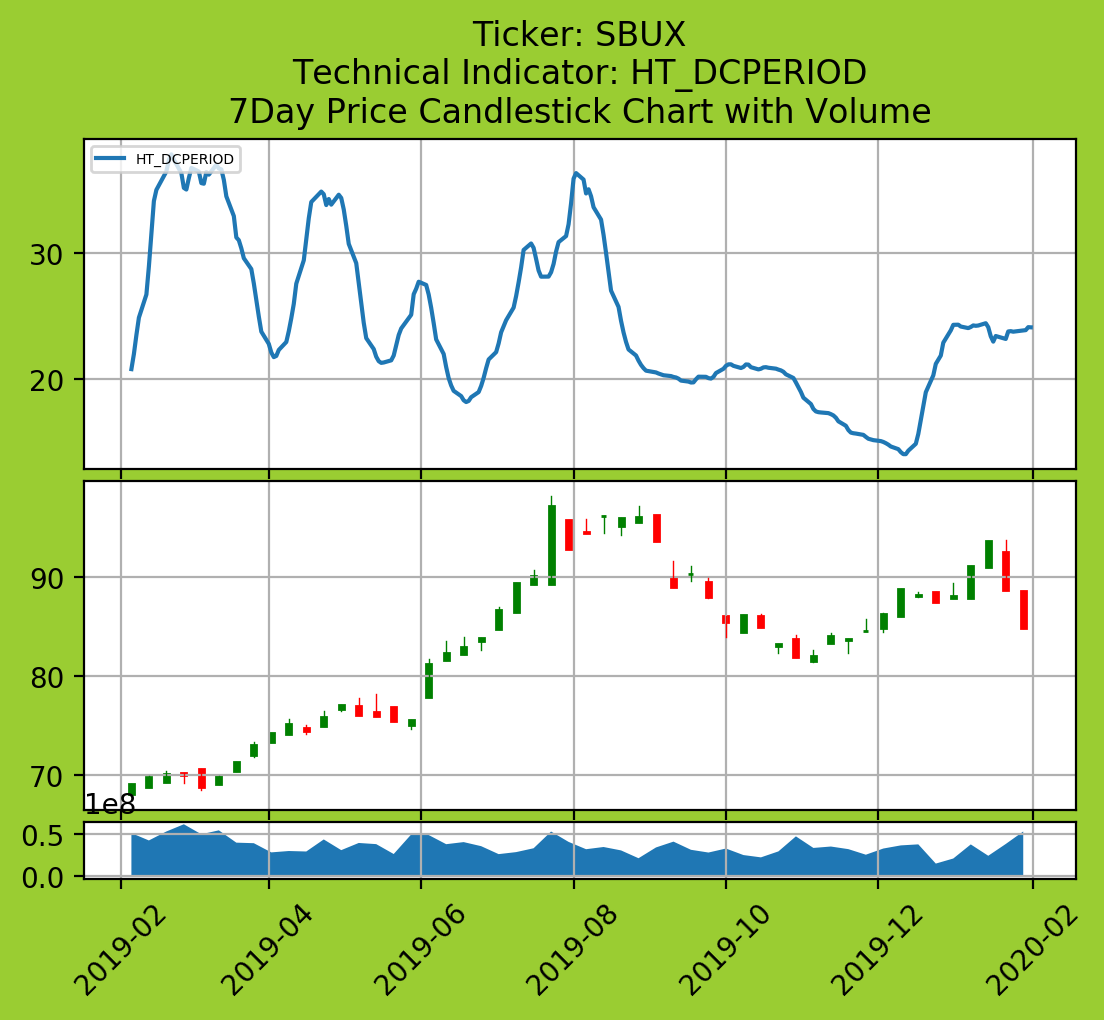 Ticker: SBUX
Technical Indicator: HT_DCPERIOD
7Day Price Candlestick Chart with Volume
HT_DCPERIOD
30
20
90
80
70
1e8
0.5
0.0
2019-02
2019-04
2019-06
2019-08
2019-10
2019-12
2020-02